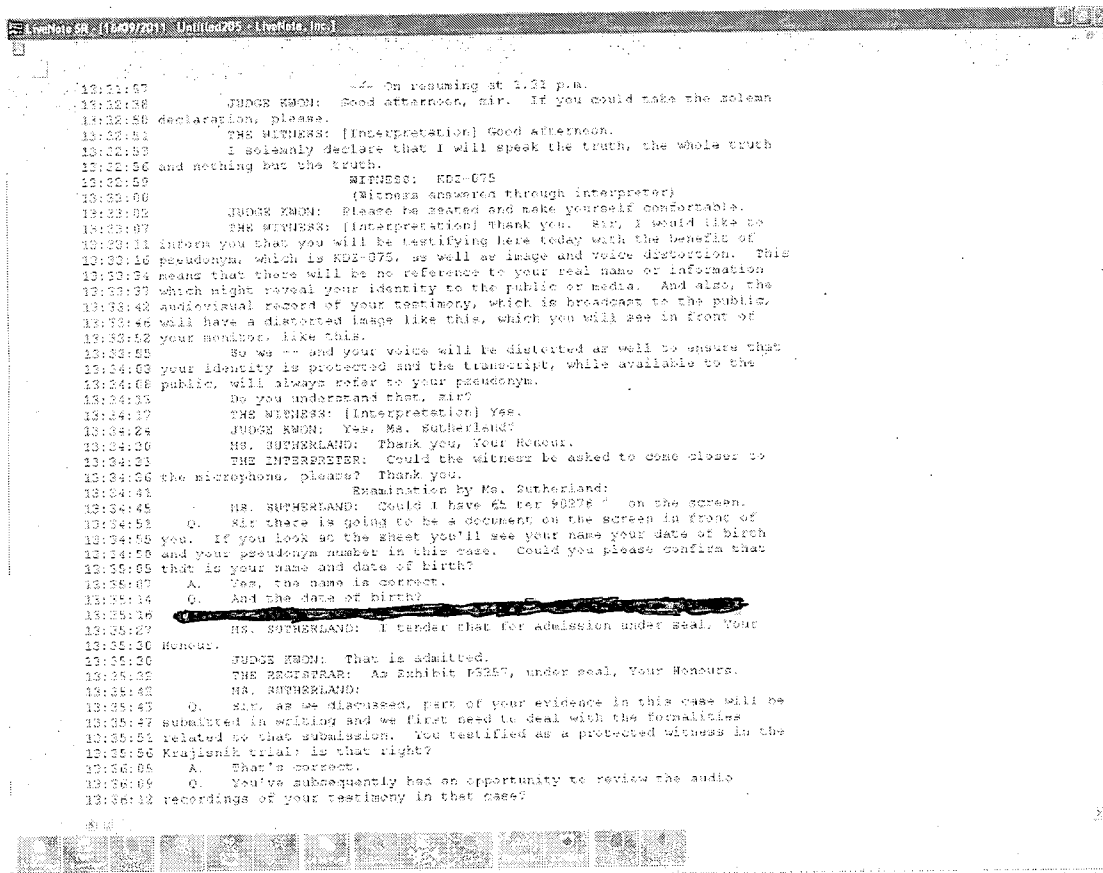 LiveNote SR - [16/09/2011 Untitled205 - LiveNote, Inc.]
13:31:57 -/- On resuming at 1.31 p.m.
13:32:38 JUDGE KWON: Good afternoon, sir. If you could take the solemn
13:32:50 declaration, please.
13:32:51 THE WITNESS: [Interpretation] Good afternoon.
13:32:53 I solemnly declare that I will speak the truth, the whole truth
13:32:56 and nothing but the truth.
13:32:59 WITNESS: KDZ-075
13:33:00 (Witness answered through interpreter)
13:33:02 JUDGE KWON: Please be seated and make yourself comfortable.
13:33:07 THE WITNESS: [Interpretation] Thank you. Sir, I would like to
13:33:11 inform you that you will be testifying here today with the benefit of
13:33:16 pseudonym, which is KDZ-075, as well as image and voice distortion. This
13:33:34 means that there will be no reference to your real name or information
13:33:37 which might reveal your identity to the public or media. And also, the
13:33:42 audiovisual record of your testimony, which is broadcast to the public,
13:33:46 will have a distorted image like this, which you will see in front of
13:33:52 your monitor, like this.
13:33:55 So we -- and your voice will be distorted as well to ensure that
13:34:03 your identity is protected and the transcript, while available to the
13:34:08 public, will always refer to your pseudonym.
13:34:13 Do you understand that, sir?
13:34:17 THE WITNESS: [Interpretation] Yes.
13:34:24 JUDGE KWON: Yes, Ms. Sutherland?
13:34:30 MS. SUTHERLAND: Thank you, Your Honour.
13:34:33 THE INTERPRETER: Could the witness be asked to come closer to
13:34:36 the microphone, please? Thank you.
13:34:41 Examination by Ms. Sutherland:
13:34:45 MS. SUTHERLAND: Could I have 65 ter 90276 on the screen.
13:34:51 Q. Sir there is going to be a document on the screen in front of
13:34:55 you. If you look at the sheet you'll see your name your date of birth
13:34:58 and your pseudonym number in this case. Could you please confirm that
13:35:05 that is your name and date of birth?
13:35:07 A. Yes, the name is correct.
13:35:14 Q. And the date of birth?
13:35:16
13:35:27 MS. SUTHERLAND: I tender that for admission under seal, Your
13:35:30 Honour.
13:35:30 JUDGE KWON: That is admitted.
13:35:32 THE REGISTRAR: As Exhibit P3357, under seal, Your Honours.
13:35:42 MS. SUTHERLAND:
13:35:43 Q. Sir, as we discussed, part of your evidence in this case will be
13:35:47 submitted in writing and we first need to deal with the formalities
13:35:51 related to that submission. You testified as a protected witness in the
13:35:56 Krajisnik trial; is that right?
13:36:05 A. That's correct.
13:36:09 Q. You've subsequently had an opportunity to review the audio
13:36:12 recordings of your testimony in that case?